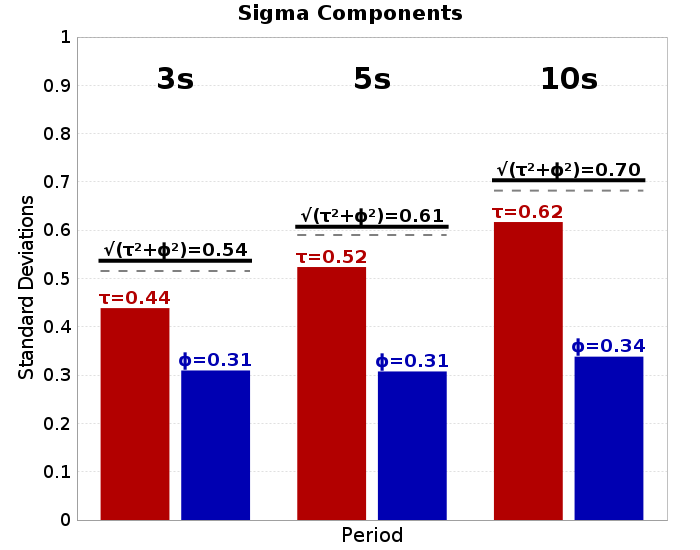 Sigma Components
Standard Deviations
1
0.9
0.8
0.7
0.6
0.5
0.4
0.3
0.2
0.1
0
3s
5s
10s
√(τ²+ϕ²)=0.54
τ=0.44
ϕ=0.31
√(τ²+ϕ²)=0.61
τ=0.52
ϕ=0.31
√(τ²+ϕ²)=0.70
τ=0.62
ϕ=0.34
Period